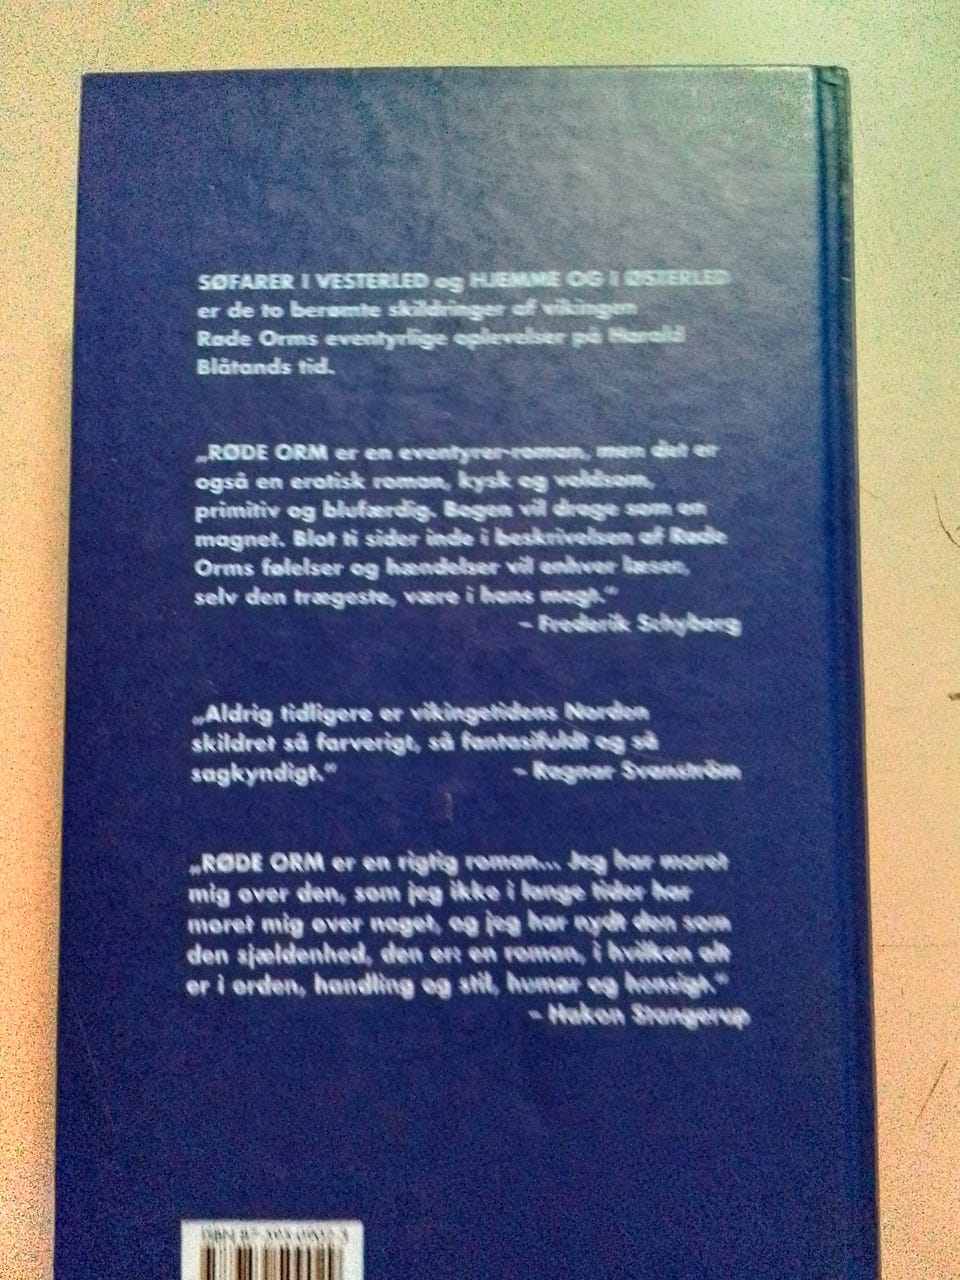 SØFARER I VESTERLED og HJEMME OG I ØSTERLED
er de to berømte skildringer af vikingen
Røde Orms eventyrlige oplevelser på Harald
Blåtands tid.
„RØDE ORM er en eventyrer-roman, men det er
også en erotisk roman, kysk og voldsom,
primitiv og blufærdig. Bogen vil drage som en
magnet. Blot ti sider inde i beskrivelsen af Røde
Orms følelser og hændelser vil enhver læser,
selv den trægeste, være i hans magt.“
– Frederik Schyberg
„Aldrig tidligere er vikingetidens Norden
skildret så farverigt, så fantasifuldt og så
sagkyndigt.“ – Ragnar Svanström
„RØDE ORM er en rigtig roman... Jeg har moret
mig over den, som jeg ikke i lange tider har
moret mig over noget, og jeg har nydt den som
den sjældenhed, den er: en roman, i hvilken alt
er i orden, handling og stil, humør og hensigt.“
– Hakon Stangerup
ISBN